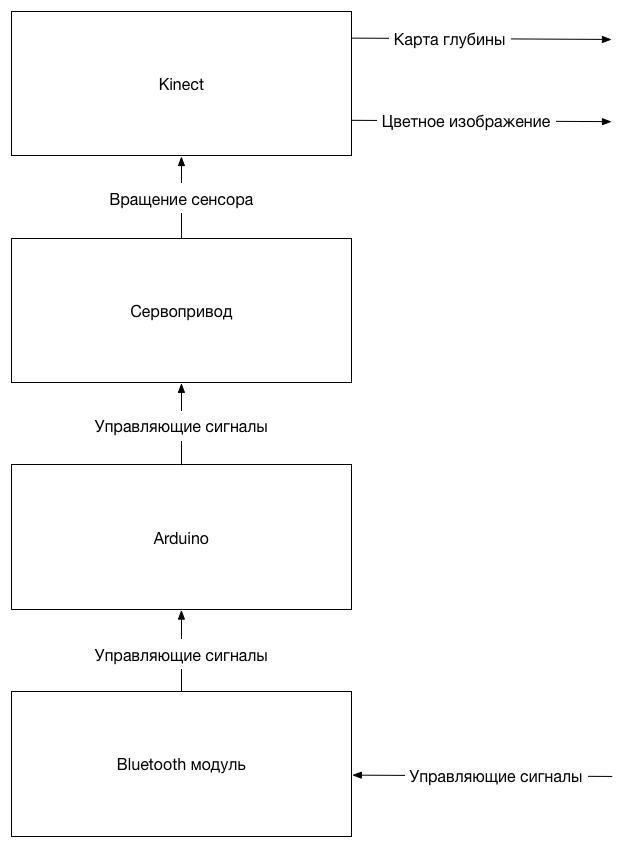 Карта глубины
Kinect
Цветное изображение
Вращение сенсора
Сервопривод
Управляющие сигналы
Arduino
Управляющие сигналы
Bluetooth модуль
Управляющие сигналы